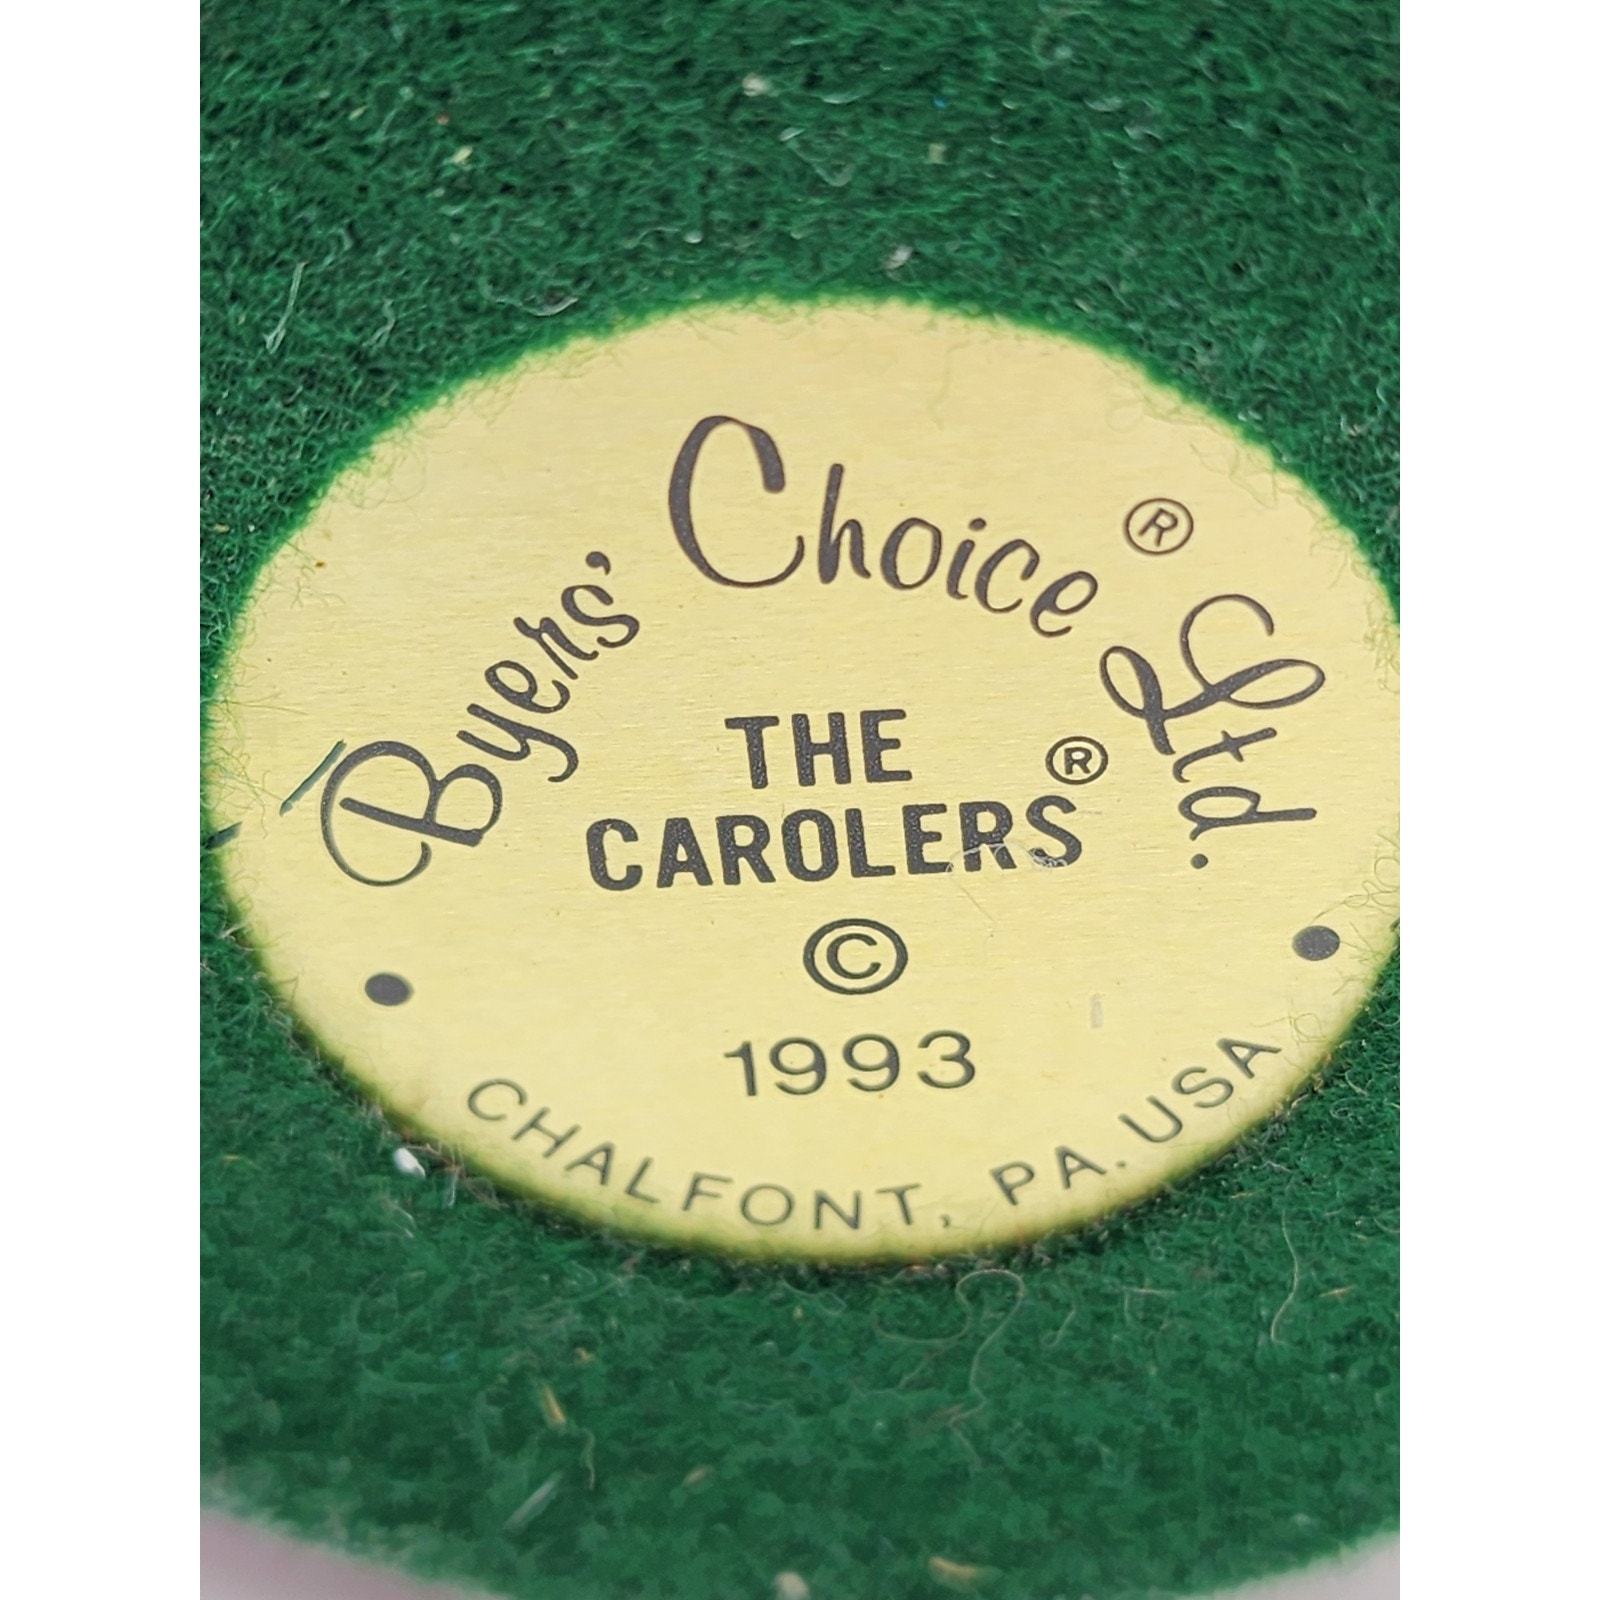 Byers' Choice® Ltd.
THE
CAROLERS®
©
1993
CHALFONT, PA. USA